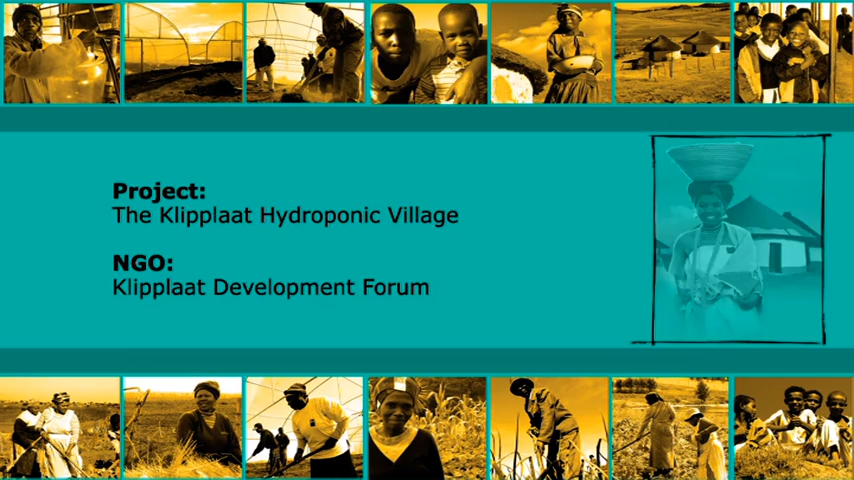 Project:
The Klipplaat Hydroponic Village
NGO:
Klipplaat Development Forum